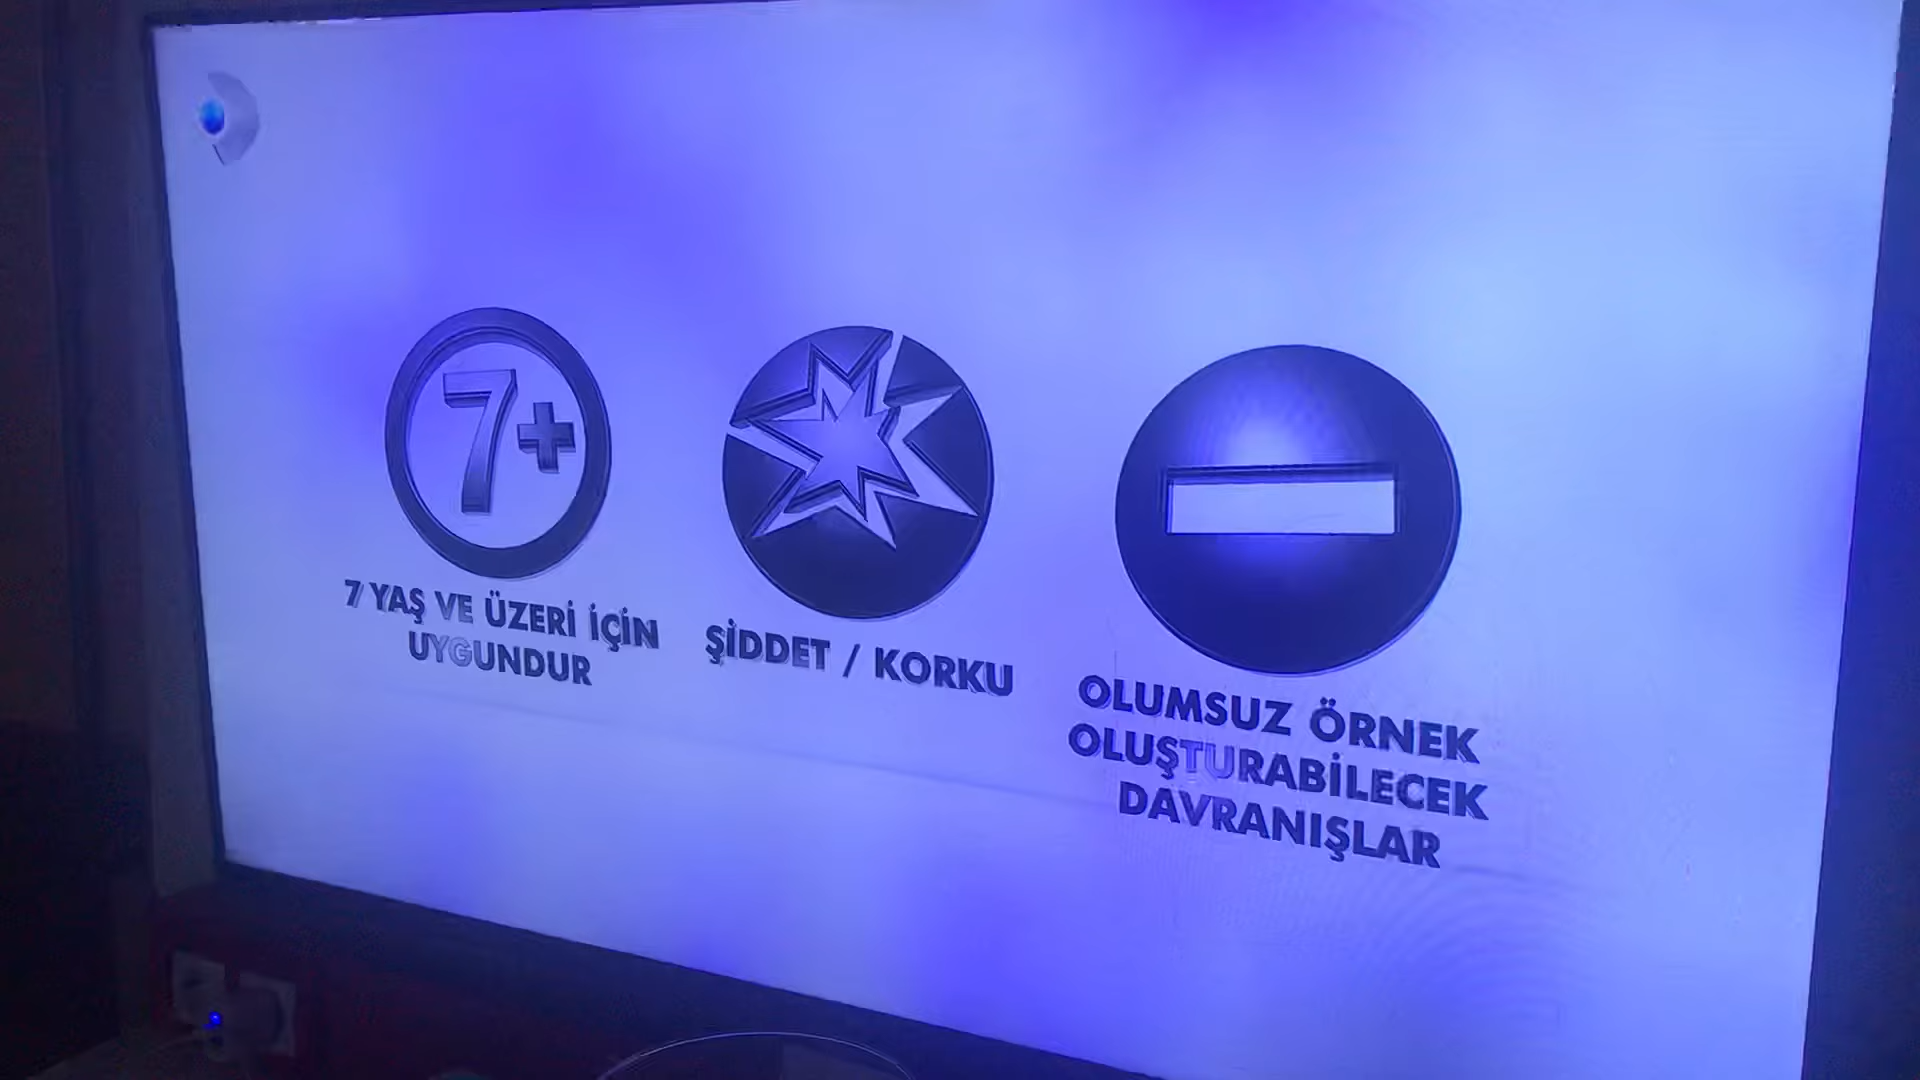 7+
7 YAŞ VE ÜZERİ İÇİN
UYGUNDUR
ŞİDDET / KORKU
OLUMSUZ ÖRNEK
OLUŞTURABİLECEK
DAVRANIŞLAR